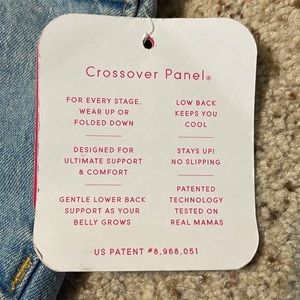 Crossover Panel®
FOR EVERY STAGE,
WEAR UP OR
FOLDED DOWN
DESIGNED FOR
ULTIMATE SUPPORT
& COMFORT
GENTLE LOWER BACK
SUPPORT AS YOUR
BELLY GROWS
LOW BACK
KEEPS YOU
COOL
STAYS UP!
NO SLIPPING
PATENTED
TECHNOLOGY
TESTED ON
REAL MAMAS
US PATENT #8,968,051